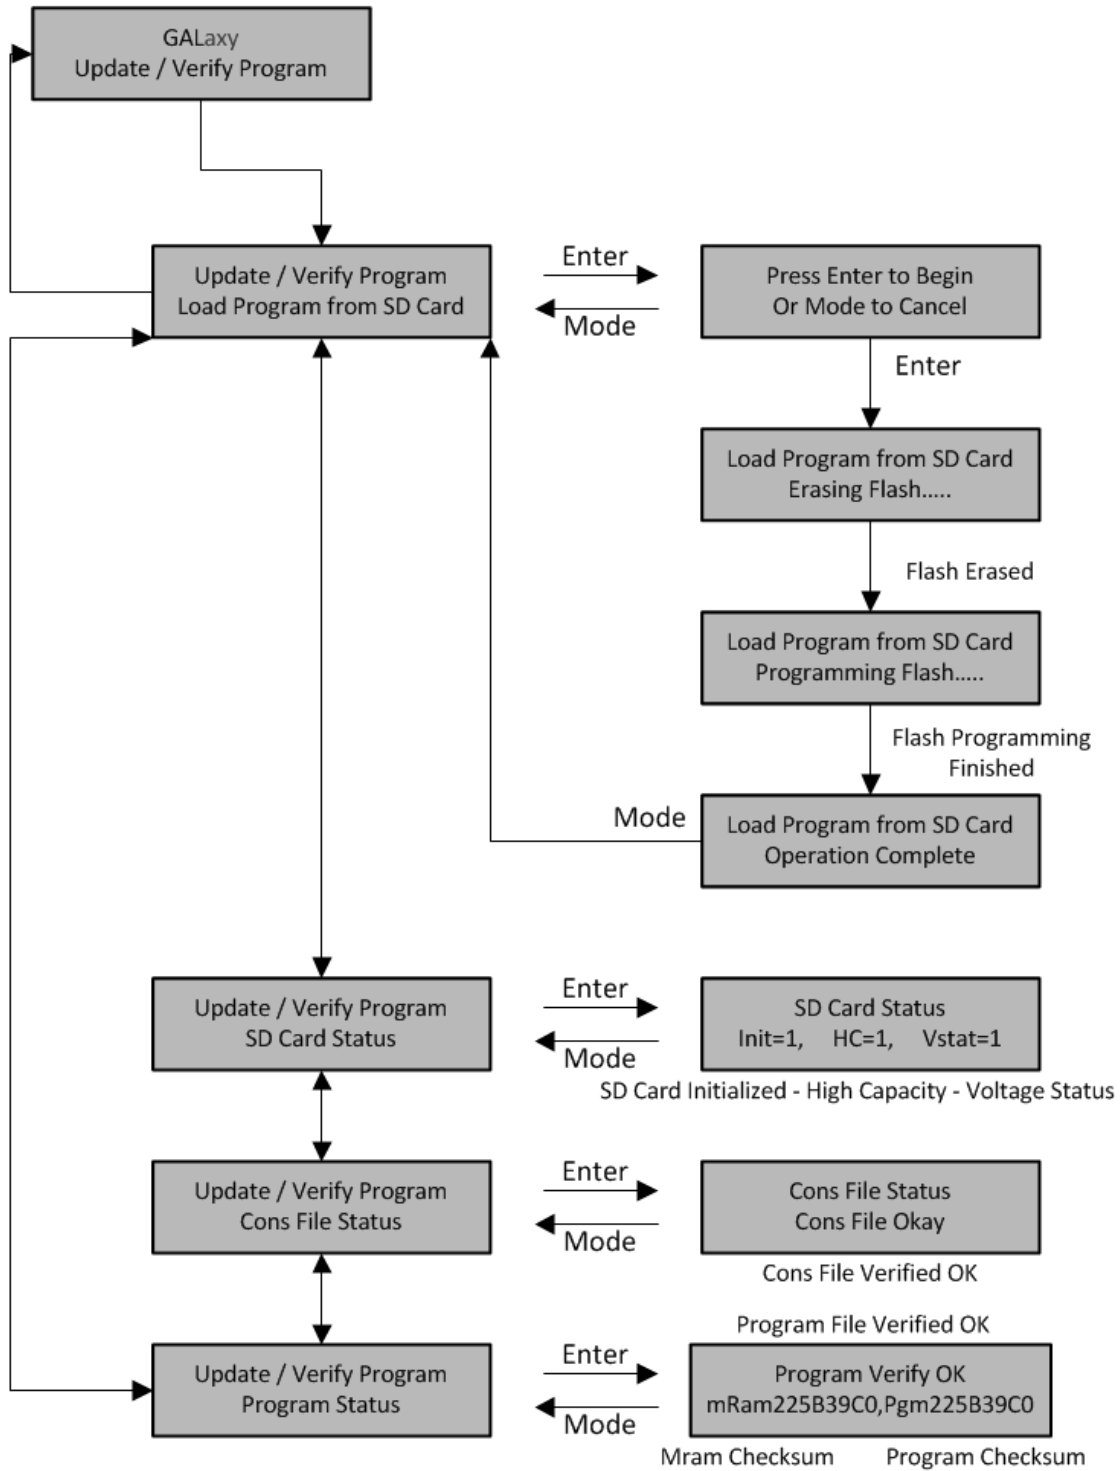 GALaxy
Update / Verify Program
Update / Verify Program
Load Program from SD Card
Enter
Mode
Press Enter to Begin
Or Mode to Cancel
Enter
Load Program from SD Card
Erasing Flash.....
Flash Erased
Load Program from SD Card
Programming Flash.....
Flash Programming
Finished
Mode
Load Program from SD Card
Operation Complete
Update / Verify Program
SD Card Status
Enter
Mode
SD Card Status
Init=1, HC=1, Vstat=1
SD Card Initialized - High Capacity - Voltage Status
Update / Verify Program
Cons File Status
Enter
Mode
Cons File Status
Cons File Okay
Cons File Verified OK
Program File Verified OK
Update / Verify Program
Program Status
Enter
Mode
Program Verify OK
mRam225B39C0,Pgm225B39C0
Mram Checksum Program Checksum